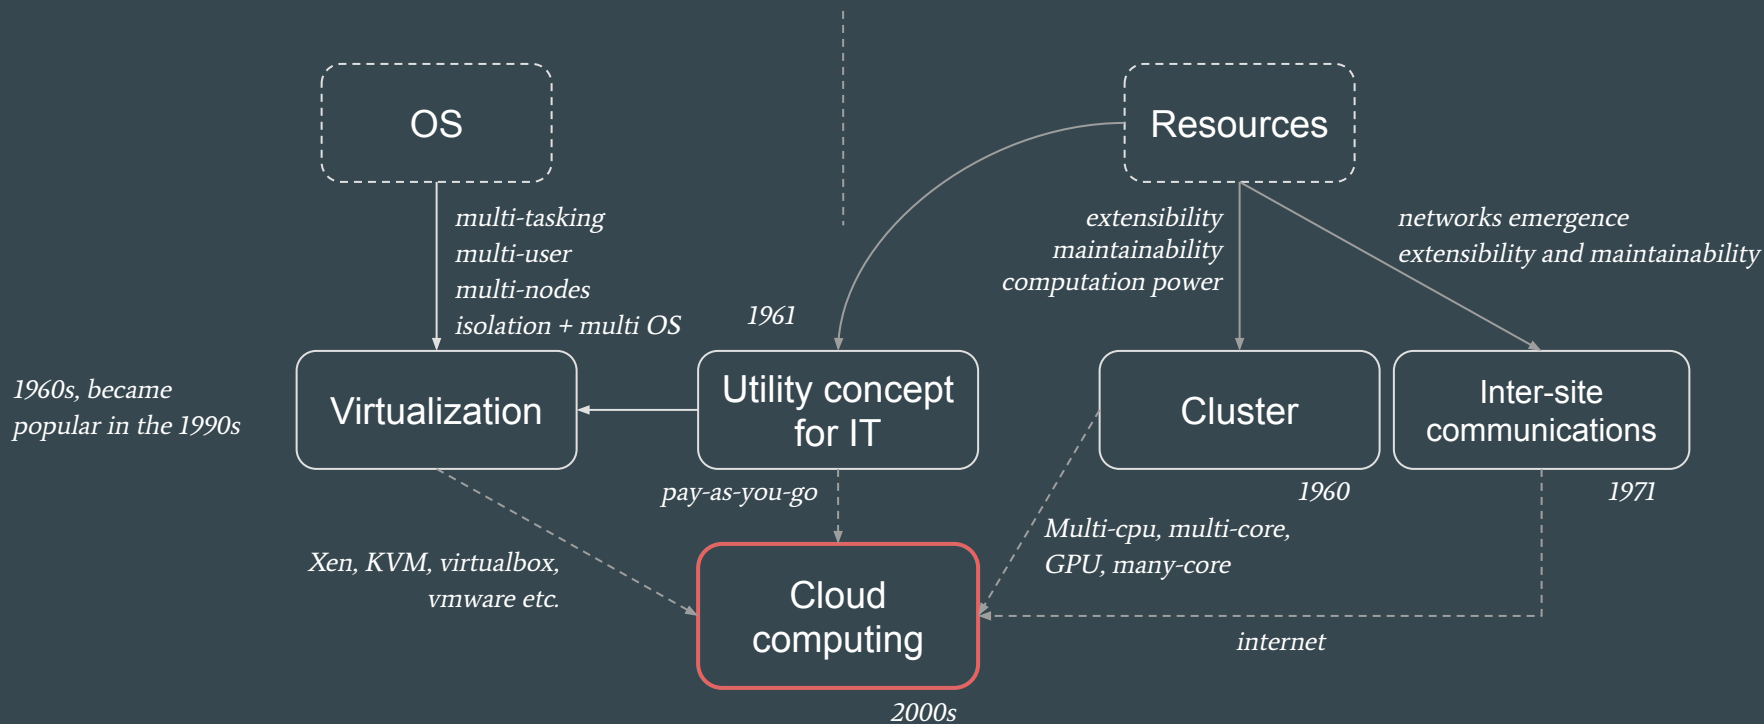 OS
Resources
multi-tasking
multi-user
multi-nodes
isolation + multi OS
extensibility
maintainability
computation power
networks emergence
extensibility and maintainability
1961
1960s, became
popular in the 1990s
Virtualization
Utility concept
for IT
Cluster
Inter-site
communications
pay-as-you-go
1960
1971
Xen, KVM, virtualbox,
vmware etc.
Multi-cpu, multi-core,
GPU, many-core
Cloud
computing
internet
2000s